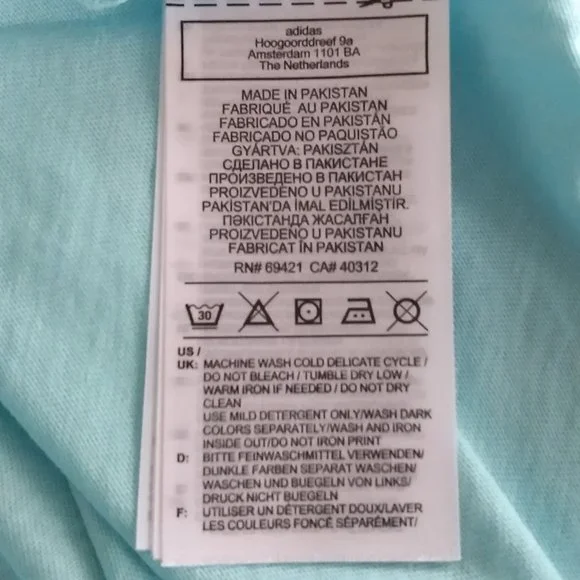 adidas
Hoogoorddreef 9a
Amsterdam 1101 BA
The Netherlands
MADE IN PAKISTAN
FABRIQUÉ AU PAKISTAN
FABRICADO EN PAKISTÁN
FABRICADO NO PAQUISTÃO
GYÁRTVA: PAKISZTÁN
СДЕЛАНО В ПАКИСТАНЕ
ПРОИЗВЕДЕНО В ПАКИСТАН
PROIZVEDENO U PAKISTANU
PAKİSTAN'DA İMAL EDİLMİŞTİR.
ПӘКІСТАНДА ЖАСАЛҒАН
PROIZVEDENO U PAKISTANU
FABRICAT ÎN PAKISTAN
RN# 69421 CA# 40312
30
US /
UK: MACHINE WASH COLD DELICATE CYCLE /
DO NOT BLEACH / TUMBLE DRY LOW /
WARM IRON IF NEEDED / DO NOT DRY
CLEAN
USE MILD DETERGENT ONLY/WASH DARK
COLORS SEPARATELY/WASH AND IRON
INSIDE OUT/DO NOT IRON PRINT
D: BITTE FEINWASCHMITTEL VERWENDEN/
DUNKLE FARBEN SEPARAT WASCHEN/
WASCHEN UND BUEGELN VON LINKS/
DRUCK NICHT BUEGELN
F: UTILISER UN DÉTERGENT DOUX/LAVER
LES COULEURS FONCÉ SÉPARÉMENT/